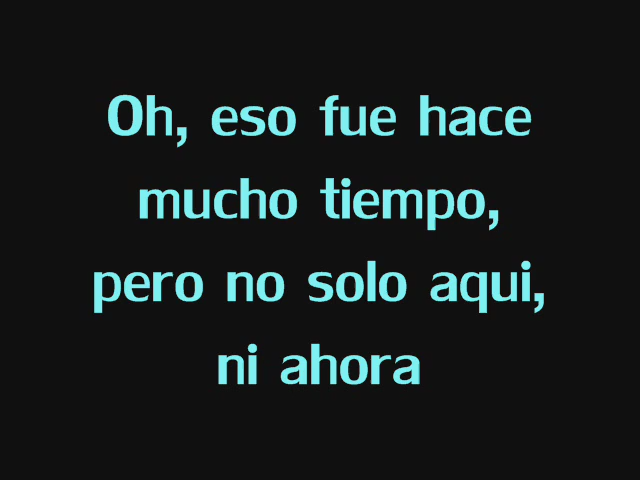 Oh, eso fue hace
mucho tiempo,
pero no solo aqui,
ni ahora